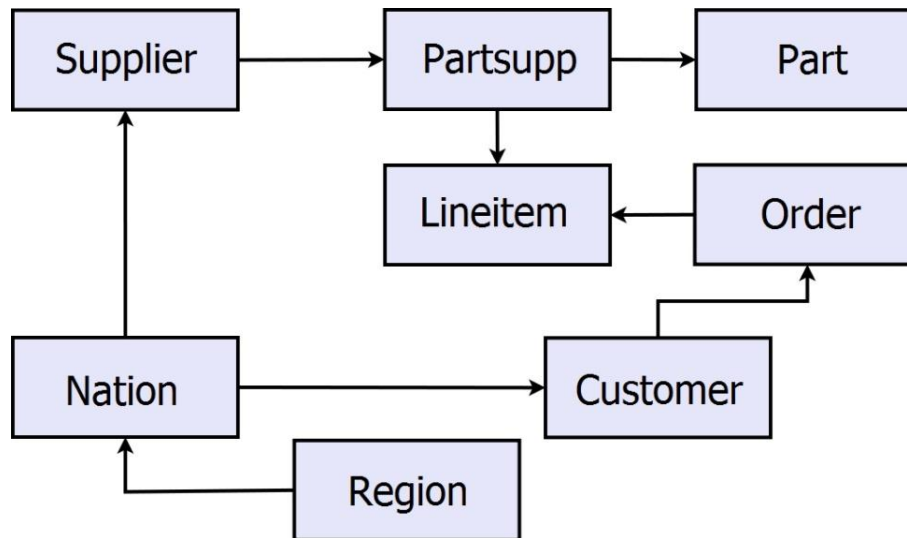 Supplier
Partsupp
Part
Lineitem
Order
Nation
Customer
Region